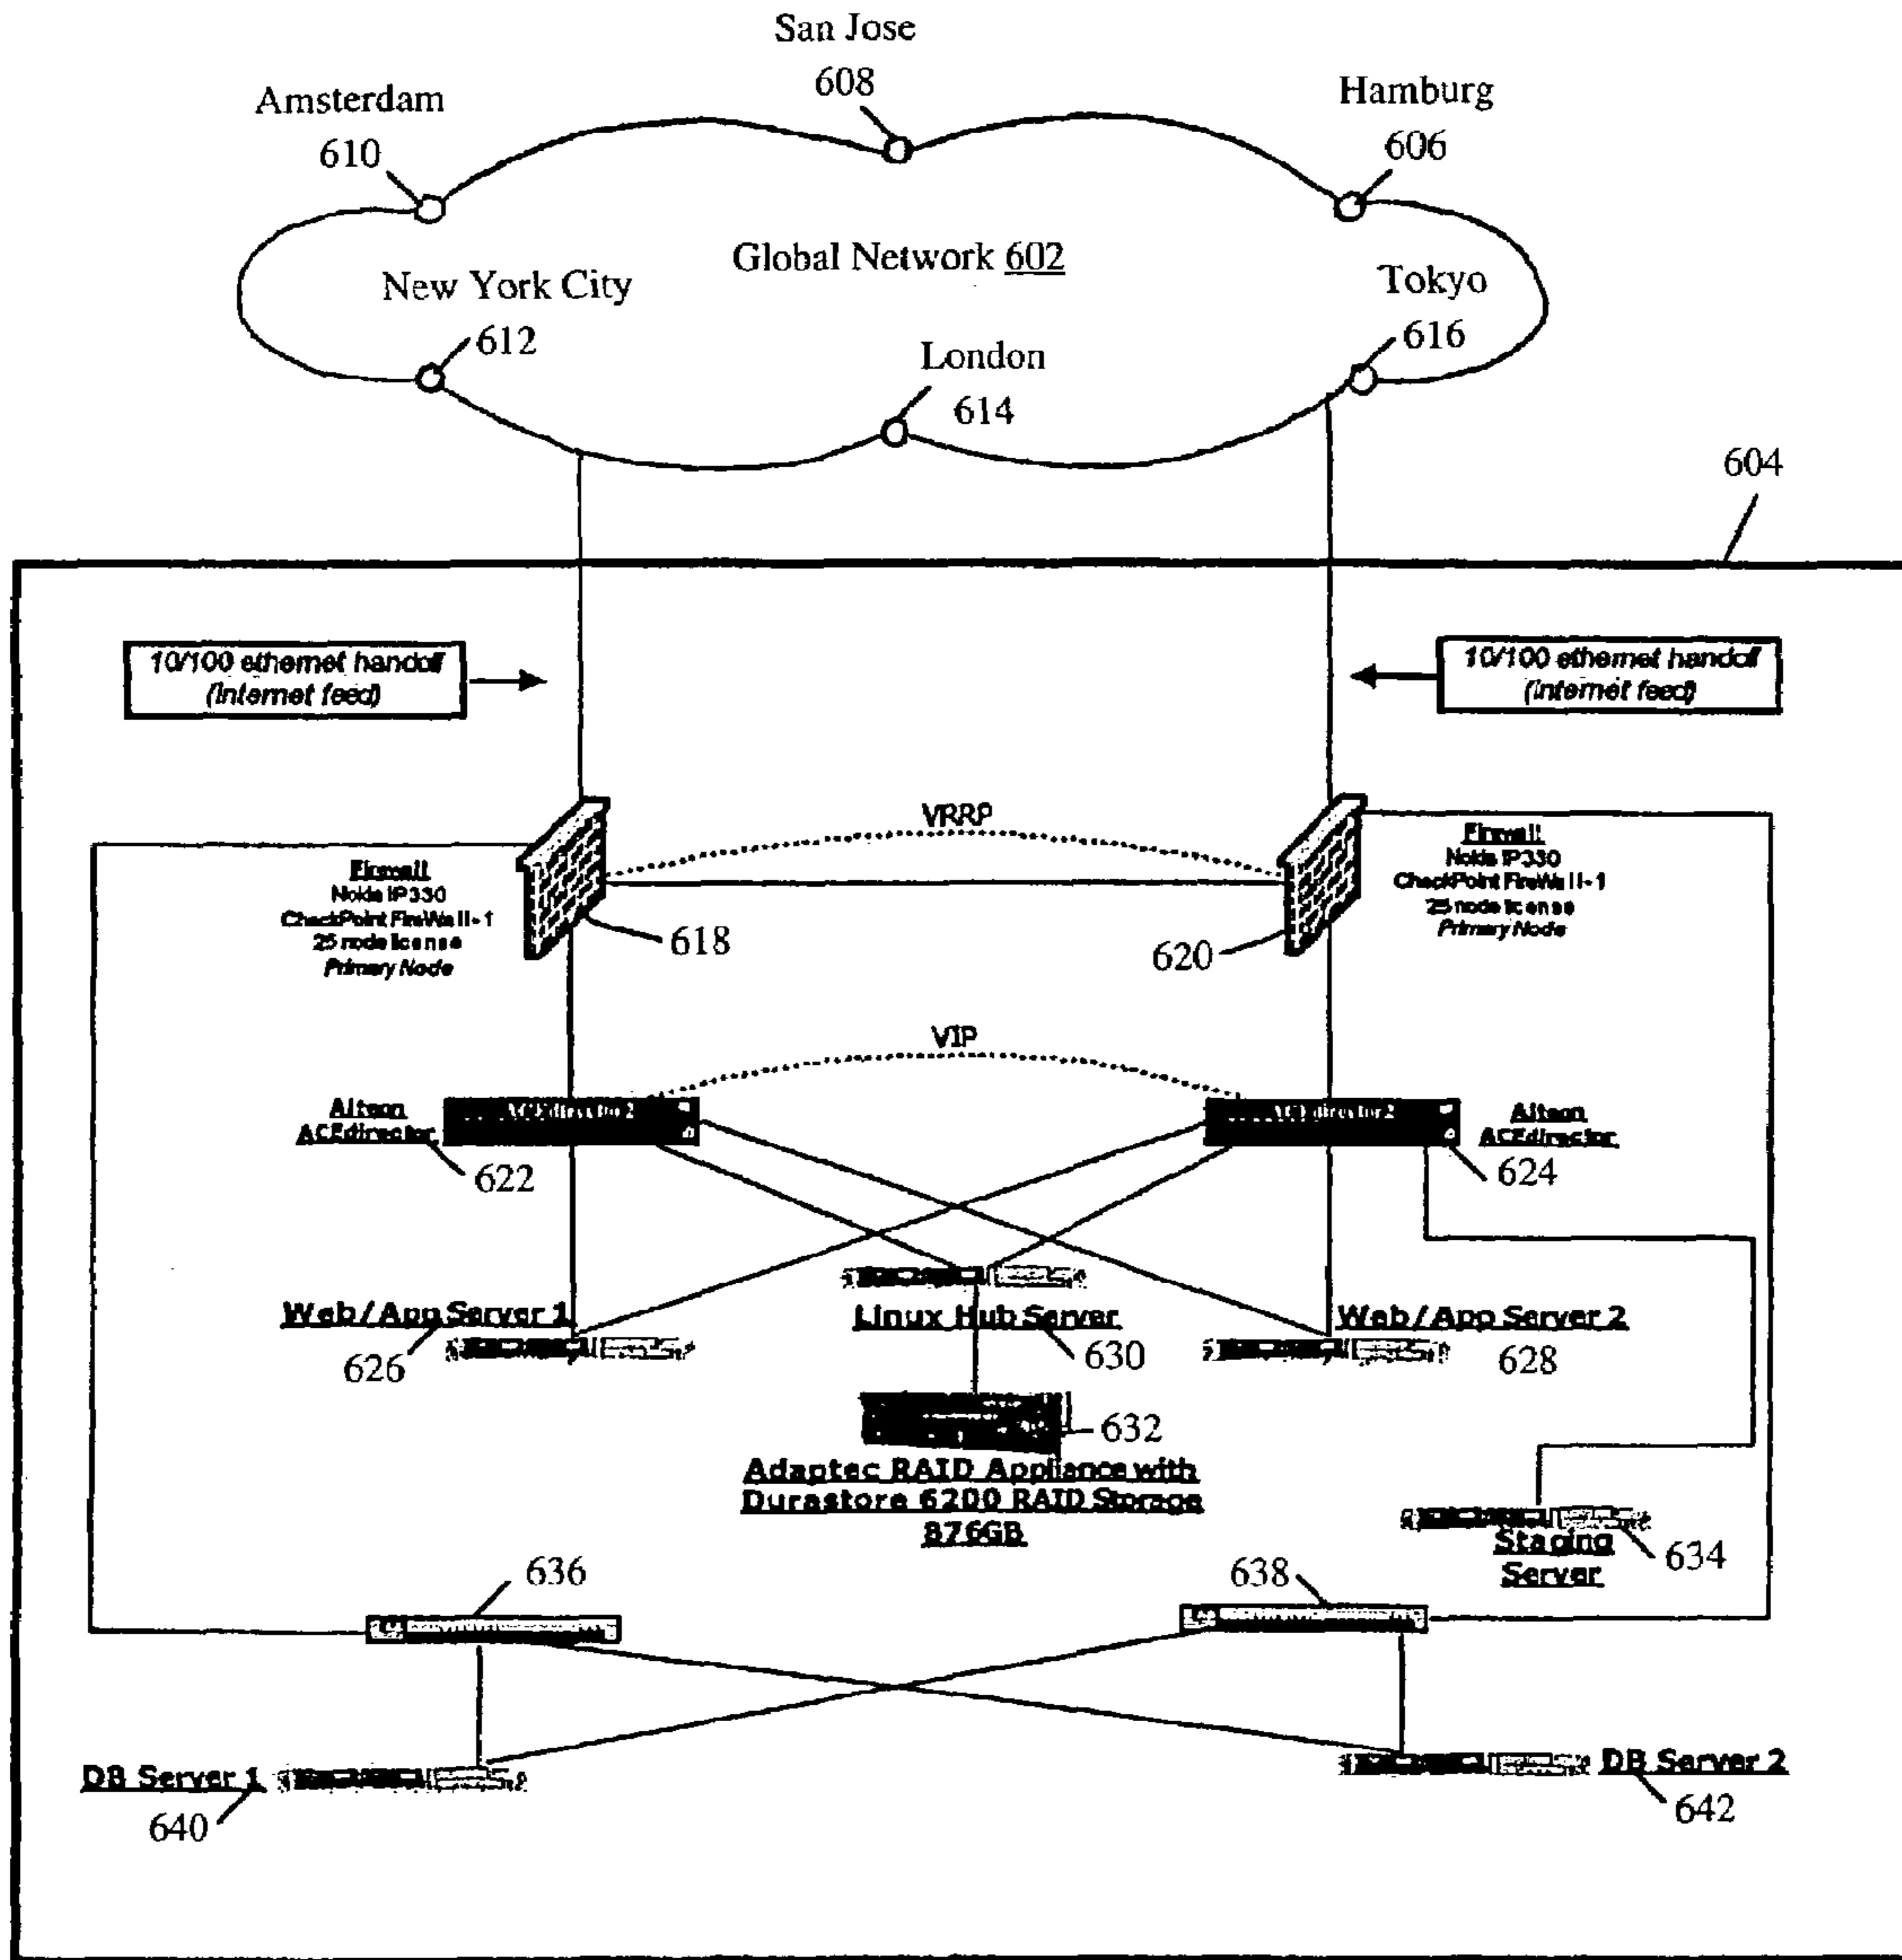 San Jose
608
Amsterdam
610
Hamburg
606
Global Network 602
New York City
612
Tokyo
616
London
614
604
10/100 ethernet handoff
(internet feed)
10/100 ethernet handoff
(internet feed)
VRRP
Firewall
Nokia IP330
CheckPoint FireWall-1
25 node license
Primary Node
618
620
Firewall
Nokia IP330
CheckPoint FireWall-1
25 node license
Primary Node
VIP
Alteon
ACEdirector
622
ACEdirector2
ACEdirector2
Alteon
ACEdirector
624
Web/App Server 1
626
Linux Hub Server
630
Web/App Server 2
628
632
Adaptec RAID Appliance with
Durastore 6200 RAID Storage
876GB
Staging
Server
634
636
638
DB Server 1
640
DB Server 2
642